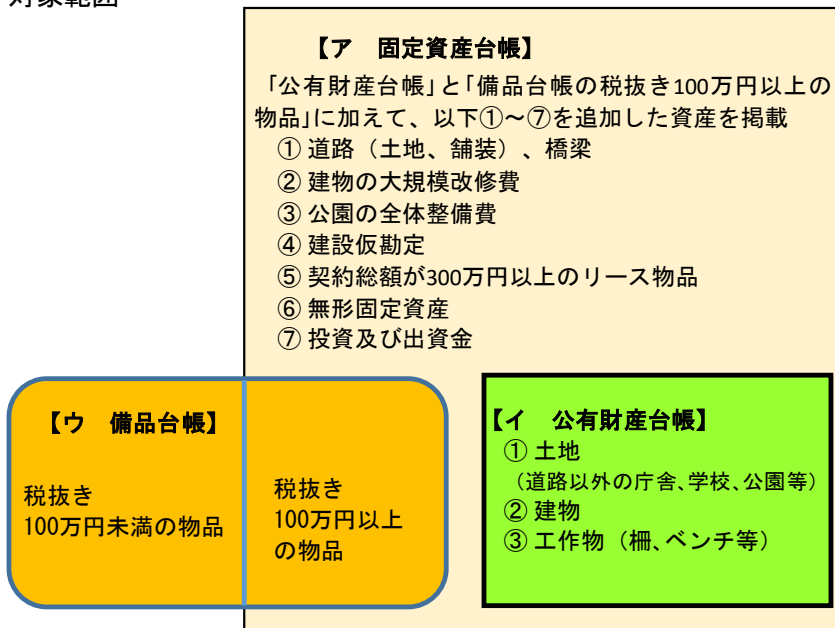 対象範囲
【ア　固定資産台帳】
「公有財産台帳」と「備品台帳の税抜き100万円以上の
物品」に加えて、以下①～⑦を追加した資産を掲載
① 道路（土地、舗装）、橋梁
② 建物の大規模改修費
③ 公園の全体整備費
④ 建設仮勘定
⑤ 契約総額が300万円以上のリース物品
⑥ 無形固定資産
⑦ 投資及び出資金
【ウ　備品台帳】
税抜き
100万円未満の物品
税抜き
100万円以上
の物品
【イ　公有財産台帳】
① 土地
（道路以外の庁舎、学校、公園等）
② 建物
③ 工作物（柵、ベンチ等）